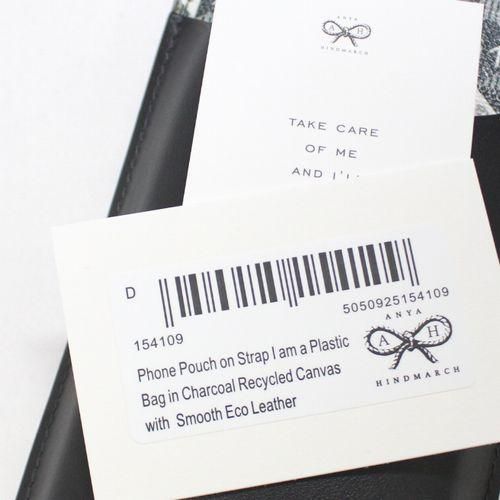 ANYA
A H
HINDMARCH
TAKE CARE
OF ME
AND I'LL
D
154109
5050925154109
ANYA
A H
HINDMARCH
Phone Pouch on Strap I am a Plastic
Bag in Charcoal Recycled Canvas
with Smooth Eco Leather